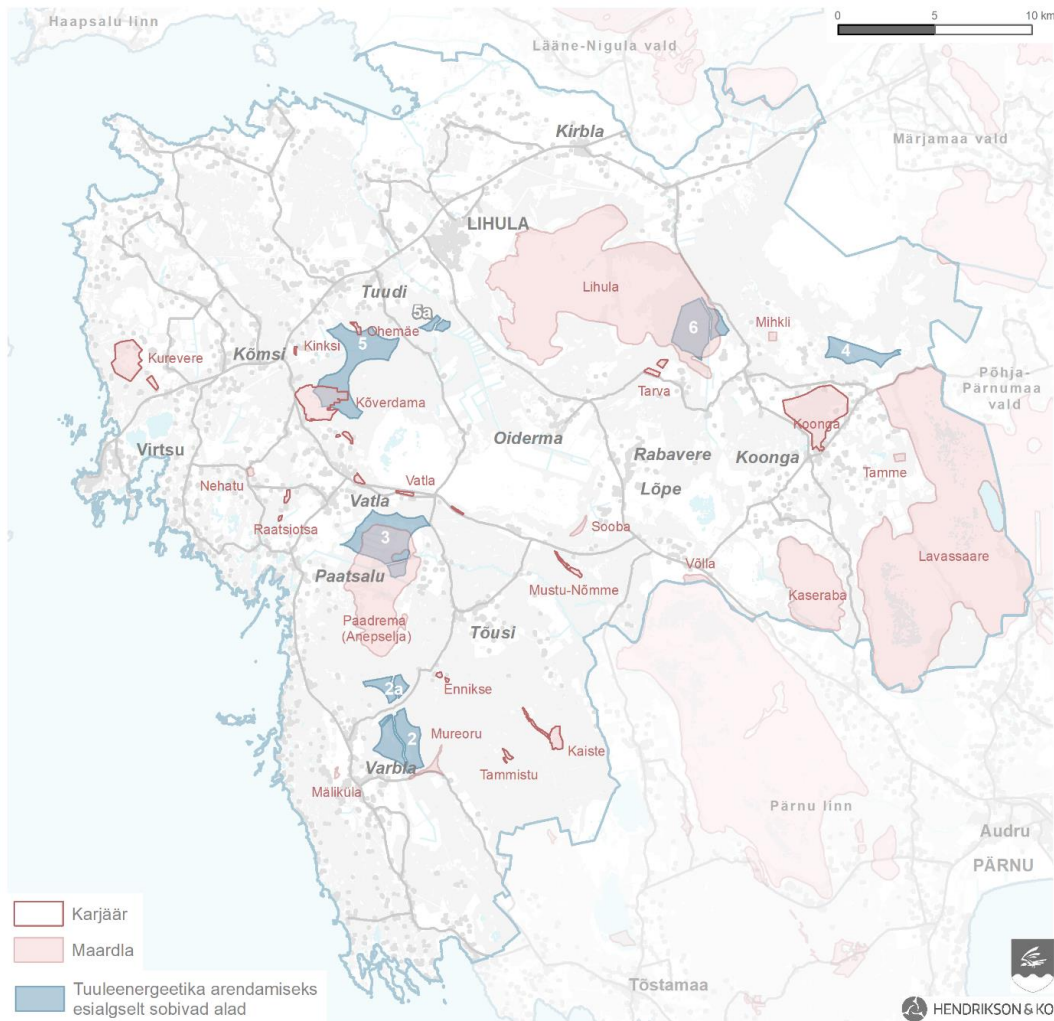 Haapsalu linn
0 5 10 km
Lääne-Nigula vald
Kirbla
Märjamaa vald
LIHULA
Lihula
Tuudi
5a
6
Mihkli
5
Ohemäe
Kinksi
4
Kurevere
Kõmsi
Põhja-
Pärnumaa
vald
Tarva
Kõverdama
Koonga
Virtsu
Oiderma
Rabavere
Koonga
Tamme
Nehatu
Vatla
Lõpe
Raatsiotsa
Vatla
Sooba
3
Lavassaare
Võlla
Paatsalu
Mustu-Nõmme
Kaseraba
Paadrema
(Anepselja)
Tõusi
2a
Ennikse
2
Mureoru
Kaiste
Varbla
Tammistu
Mäliküla
Pärnu linn
Audru
PÄRNU
Karjäär
Maardla
Tuuleenergeetika arendamiseks
esialgselt sobivad alad
Tõstamaa
HENDRIKSON & KO